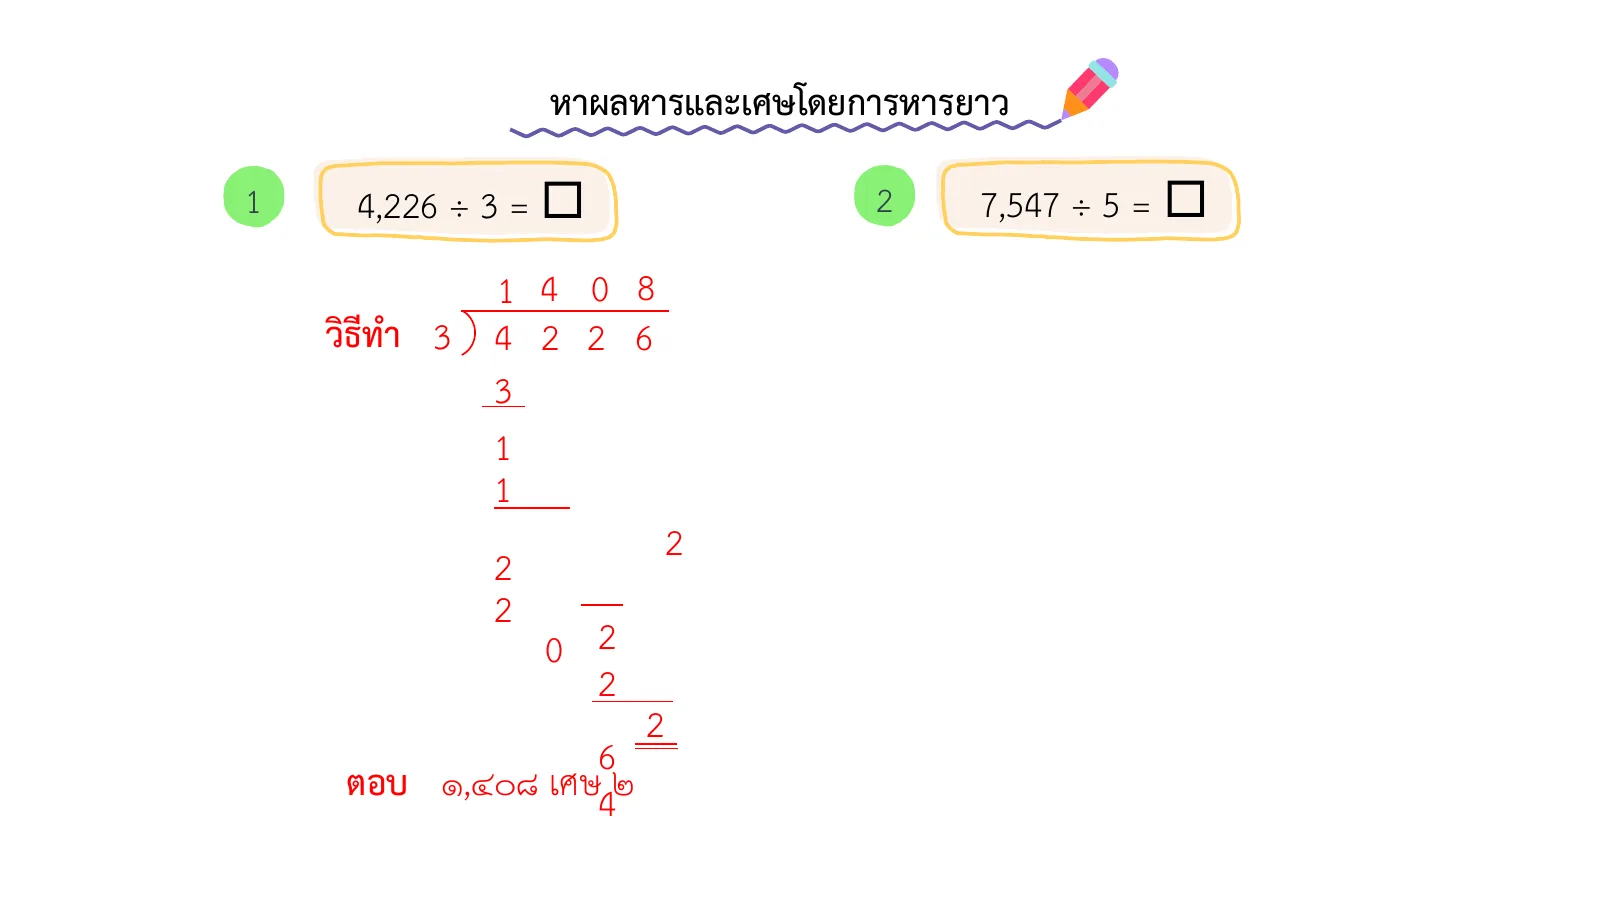 หาผลหารและเศษโดยการหารยาว
1
4,226 ÷ 3 = □
2
7,547 ÷ 5 = □
1 4 0 8
วิธีทำ 3 ) 4 2 2 6
3
1
1
2
2
2
0 2
2
2
6
4
ตอบ ๑,๔๐๘ เศษ ๒